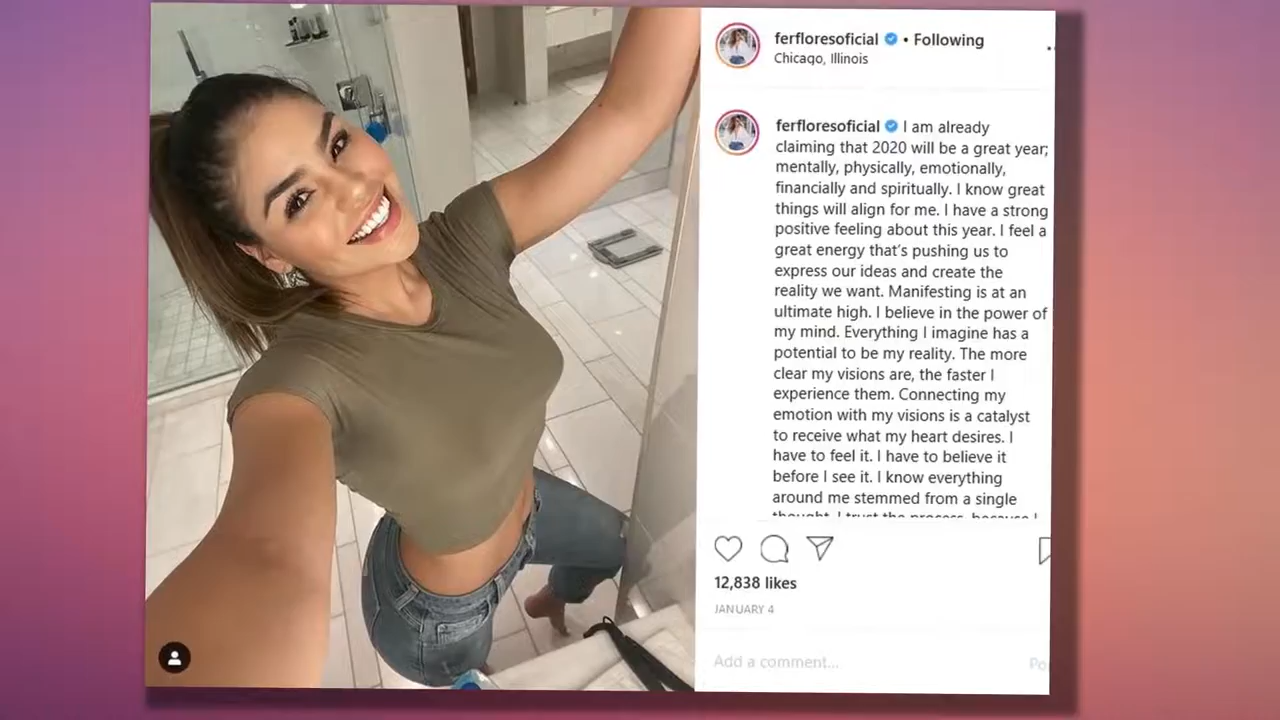 ferfloresoficial • Following
Chicago, Illinois
ferfloresoficial I am already
claiming that 2020 will be a great year;
mentally, physically, emotionally,
financially and spiritually. I know great
things will align for me. I have a strong
positive feeling about this year. I feel a
great energy that's pushing us to
express our ideas and create the
reality we want. Manifesting is at an
ultimate high. I believe in the power of
my mind. Everything I imagine has a
potential to be my reality. The more
clear my visions are, the faster I
experience them. Connecting my
emotion with my visions is a catalyst
to receive what my heart desires. I
have to feel it. I have to believe it
before I see it. I know everything
around me stemmed from a single
thought. I trust the process, because I
12,838 likes
JANUARY 4
Add a comment...
Po